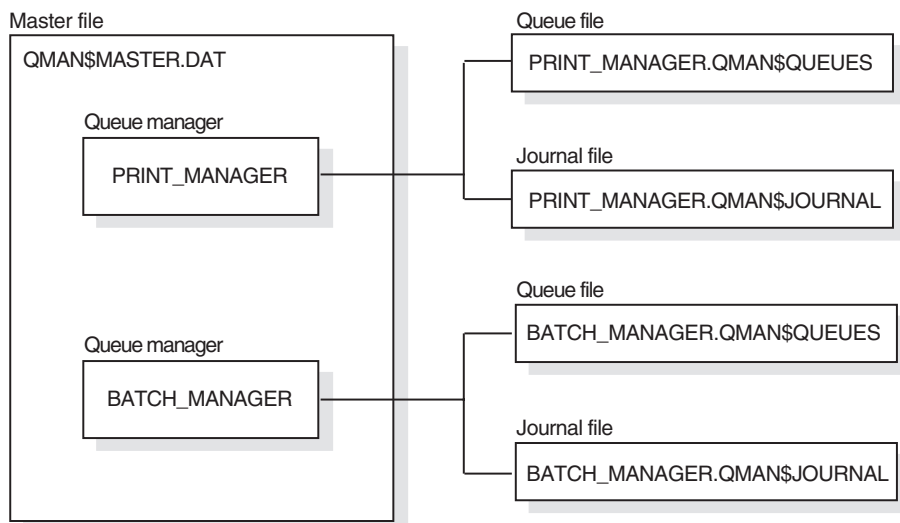 Master file
QMAN$MASTER.DAT
Queue manager
PRINT_MANAGER
Queue file
PRINT_MANAGER.QMAN$QUEUES
Journal file
PRINT_MANAGER.QMAN$JOURNAL
Queue manager
BATCH_MANAGER
Queue file
BATCH_MANAGER.QMAN$QUEUES
Journal file
BATCH_MANAGER.QMAN$JOURNAL